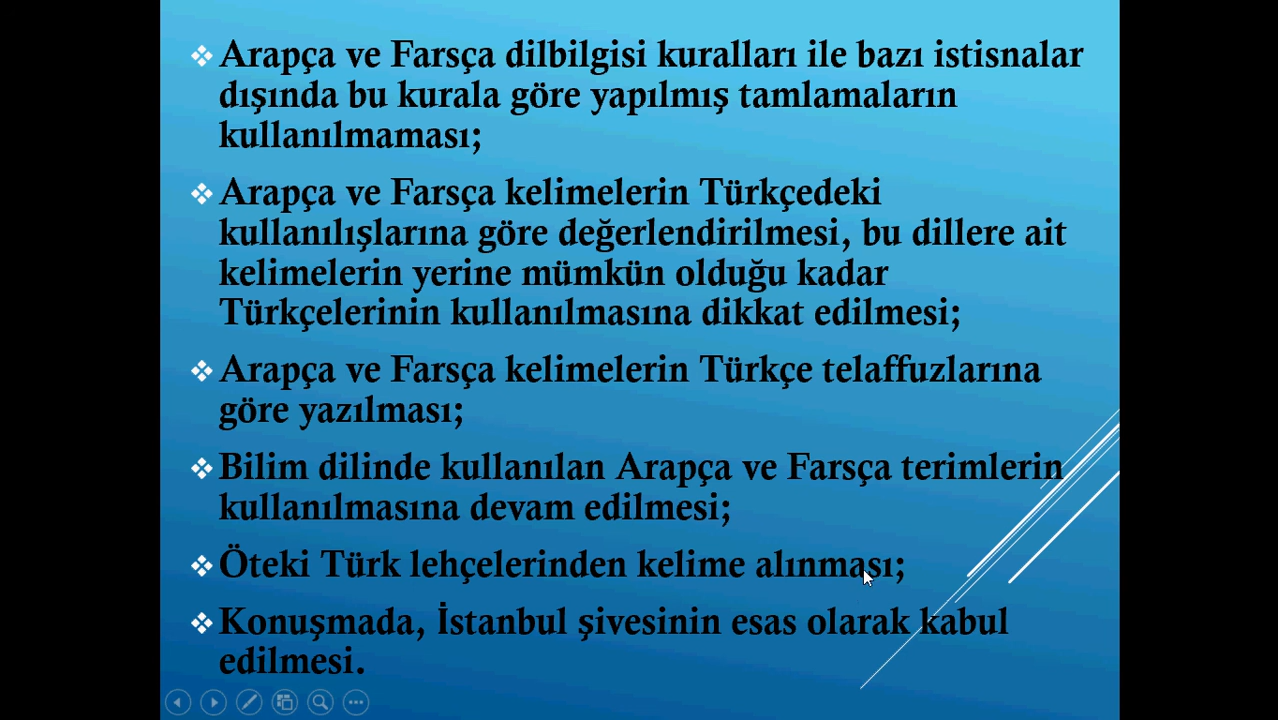 Arapça ve Farsça dilbilgisi kuralları ile bazı istisnalar
dışında bu kurala göre yapılmış tamlamaların
kullanılmaması;
Arapça ve Farsça kelimelerin Türkçedeki
kullanılışlarına göre değerlendirilmesi, bu dillere ait
kelimelerin yerine mümkün olduğu kadar
Türkçelerinin kullanılmasına dikkat edilmesi;
Arapça ve Farsça kelimelerin Türkçe telaffuzlarına
göre yazılması;
Bilim dilinde kullanılan Arapça ve Farsça terimlerin
kullanılmasına devam edilmesi;
Öteki Türk lehçelerinden kelime alınması;
Konuşmada, İstanbul şivesinin esas olarak kabul
edilmesi.